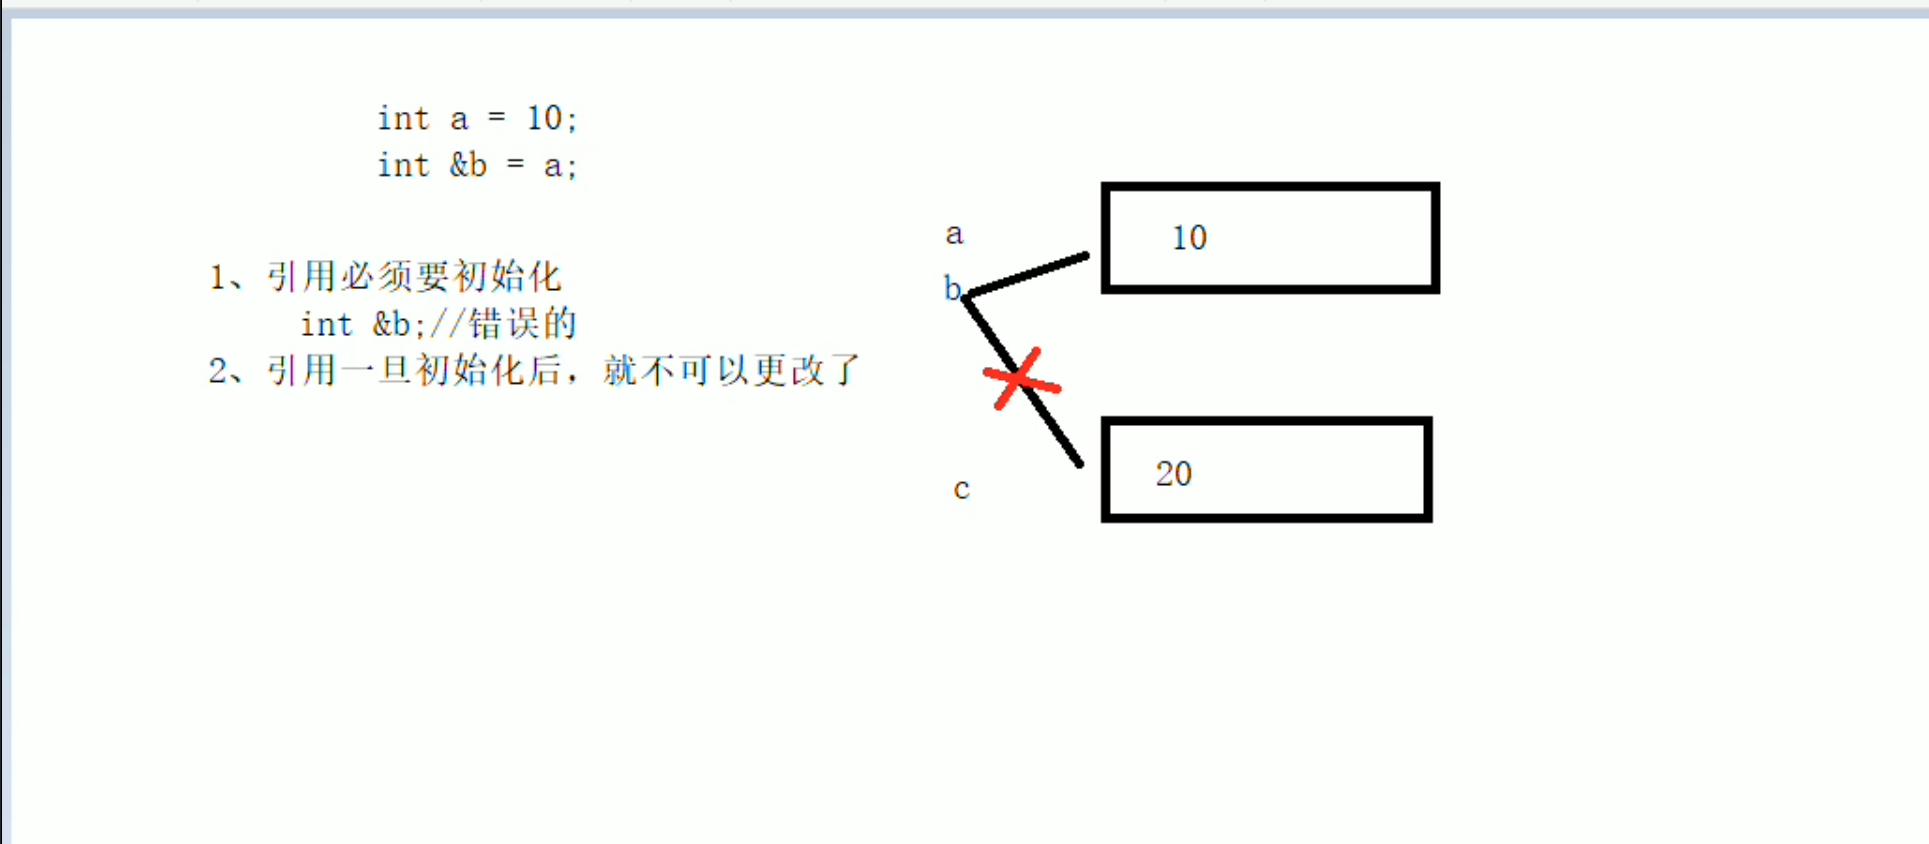 int a = 10;
int &b = a;
1、引用必须要初始化
int &b;//错误的
2、引用一旦初始化后，就不可以更改了
a
10
b
20
c